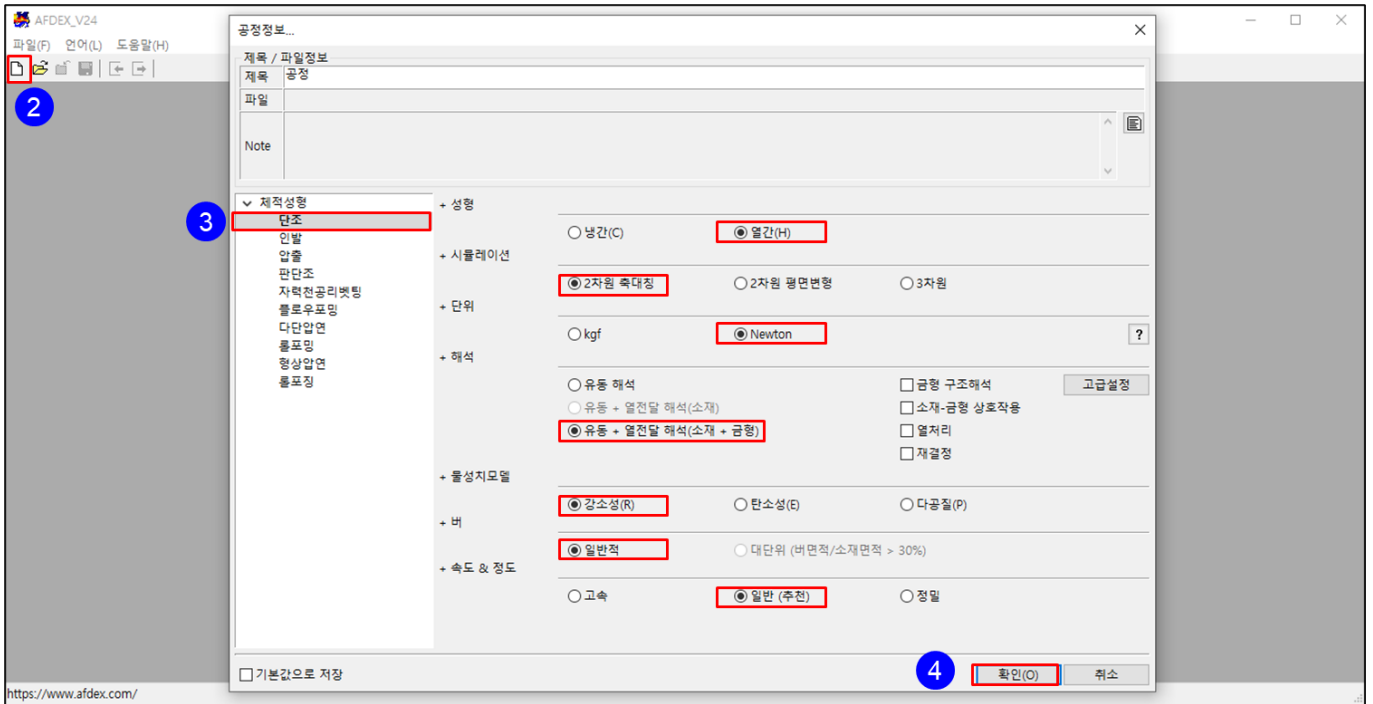 AFDEX_V24
파일(F) 언어(L) 도움말(H)
2
공정정보...
제목 / 파일정보
제목 공정
파일
Note
체적성형
3
단조
인발
압출
판단조
자력천공리벳팅
플로우포밍
다단압연
롤포밍
형상압연
롤포징
+ 성형
냉간(C) 열간(H)
+ 시뮬레이션
2차원 축대칭 2차원 평면변형 3차원
+ 단위
kgf Newton ?
+ 해석
유동 해석 금형 구조해석 고급설정
유동 + 열전달 해석(소재) 소재-금형 상호작용
유동 + 열전달 해석(소재 + 금형) 열처리
재결정
+ 물성치모델
강소성(R) 탄소성(E) 다공질(P)
+ 버
일반적 대단위 (버면적/소재면적 > 30%)
+ 속도 & 정도
고속 일반 (추천) 정밀
기본값으로 저장 4 확인(O) 취소
https://www.afdex.com/